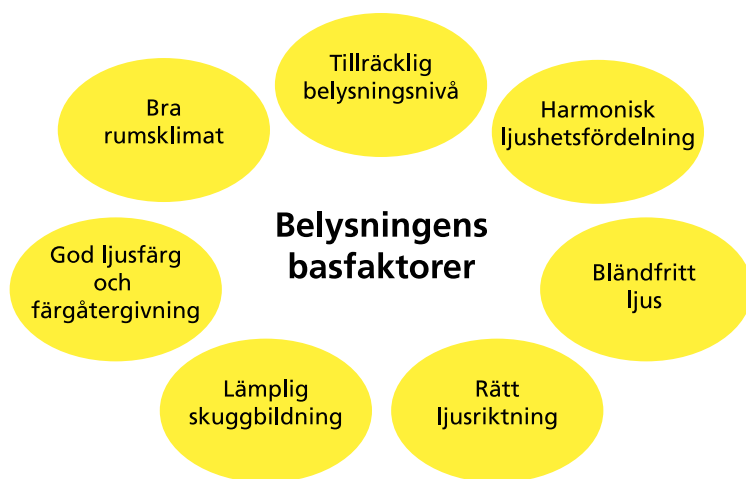 Tillräcklig
belysningsnivå
Bra
rumsklimat
Harmonisk
ljushetsfördelning
Belysningens
basfaktorer
God ljusfärg
och
färgåtergivning
Bländfritt
ljus
Lämplig
skuggbildning
Rätt
ljusriktning